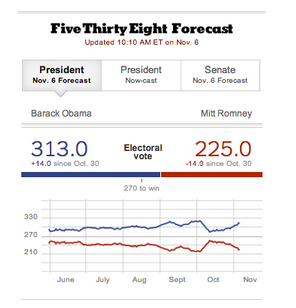 FiveThirtyEight Forecast
Updated 10:10 AM ET on Nov. 6
President President Senate
Nov. 6 Forecast Now-cast Nov. 6 Forecast
Barack Obama Mitt Romney
313.0 Electoral vote 225.0
+14.0 since Oct. 30 -14.0 since Oct. 30
270 to win
330
270
210
June July Aug Sept Oct Nov